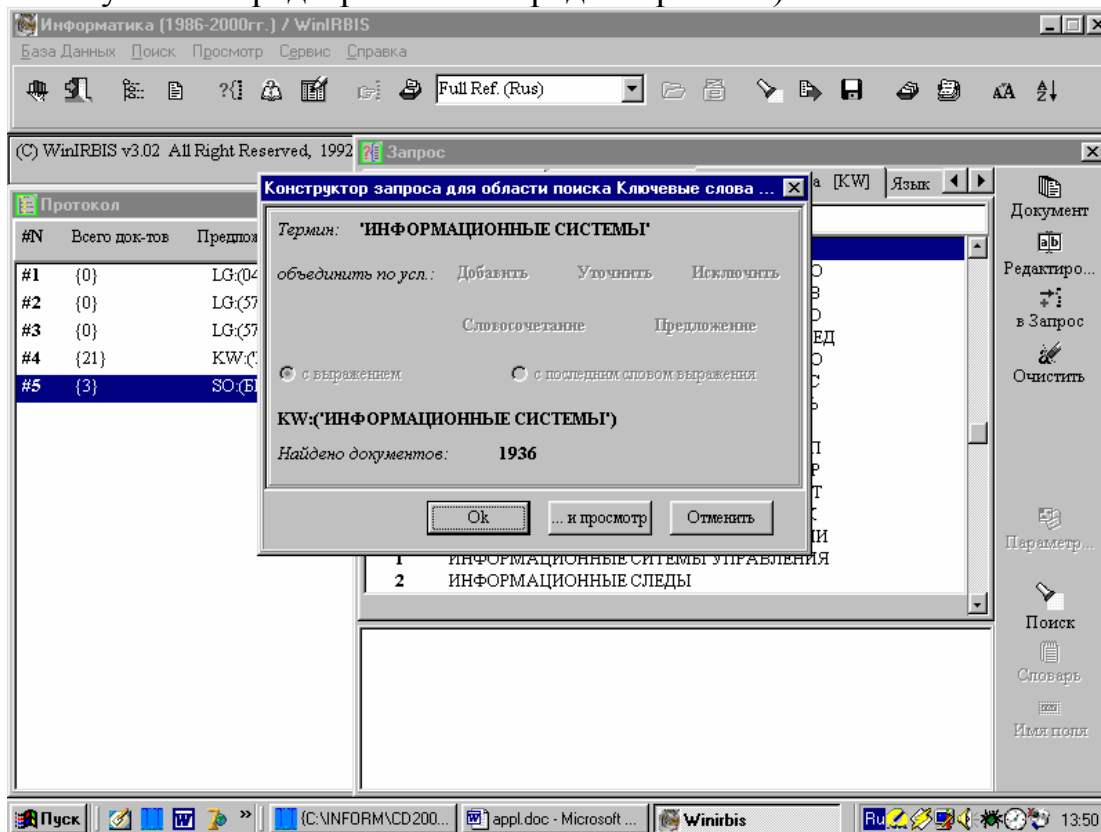 Информатика (1986-2000гг.) / WinIRBIS
База Данных Поиск Просмотр Сервис Справка
Full Ref. (Rus)
(C) WinIRBIS v3.02 All Right Reserved, 1992
Запрос
[KW] Язык
Протокол
#N Всего док-тов
#1 {0} LG:(04
#2 {0} LG:(57
#3 {0} LG:(57
#4 {21} KW:('
#5 {3}
Конструктор запроса для области поиска Ключевые слова ...
Термин: 'ИНФОРМАЦИОННЫЕ СИСТЕМЫ'
объединить по усл.: Добавить Уточнить Исключить
Словосочетание Предложение
с выражением с последним словом выражения
KW:('ИНФОРМАЦИОННЫЕ СИСТЕМЫ')
Найдено документов: 1936
Ok ... и просмотр Отменить
1 ИНФОРМАЦИОННЫЕ СИТЕМЫ УПРАВЛЕНИЯ
2 ИНФОРМАЦИОННЫЕ СЛЕДЫ
Документ
Редактиро...
в Запрос
Очистить
Параметр...
Поиск
Словарь
Имя поля
Пуск » (C:\INFORM\CD200... appl.doc - Microsoft ... Winirbis Ru 13:50